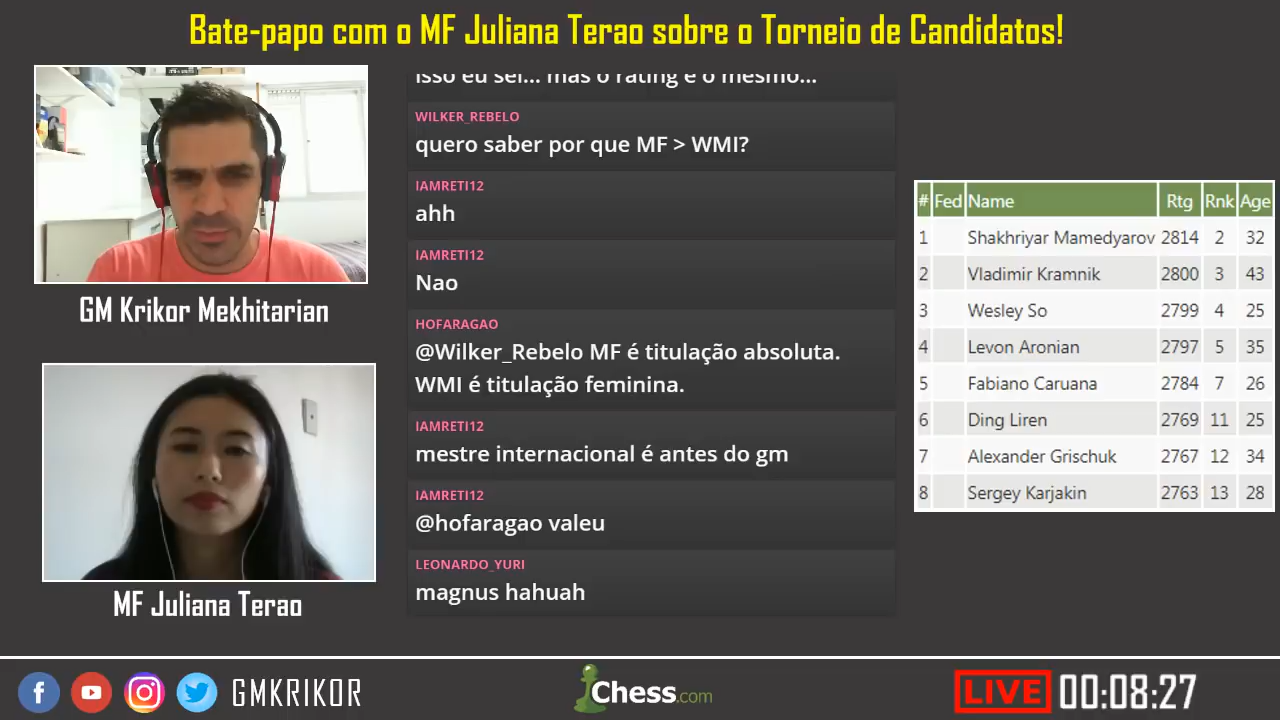 Bate-papo com o MF Juliana Terao sobre o Torneio de Candidatos!
GM Krikor Mekhitarian
MF Juliana Terao
isso eu sei... mas o rating e o mesmo...
WILKER_REBELO
quero saber por que MF > WMI?
IAMRETI12
ahh
IAMRETI12
Nao
HOFARAGAO
@Wilker_Rebelo MF é titulação absoluta.
WMI é titulação feminina.
IAMRETI12
mestre internacional é antes do gm
IAMRETI12
@hofaragao valeu
LEONARDO_YURI
magnus hahuah
# Fed Name Rtg Rnk Age
1 Shakhriyar Mamedyarov 2814 2 32
2 Vladimir Kramnik 2800 3 43
3 Wesley So 2799 4 25
4 Levon Aronian 2797 5 35
5 Fabiano Caruana 2784 7 26
6 Ding Liren 2769 11 25
7 Alexander Grischuk 2767 12 34
8 Sergey Karjakin 2763 13 28
GMKRIKOR
Chess.com
LIVE 00:08:27